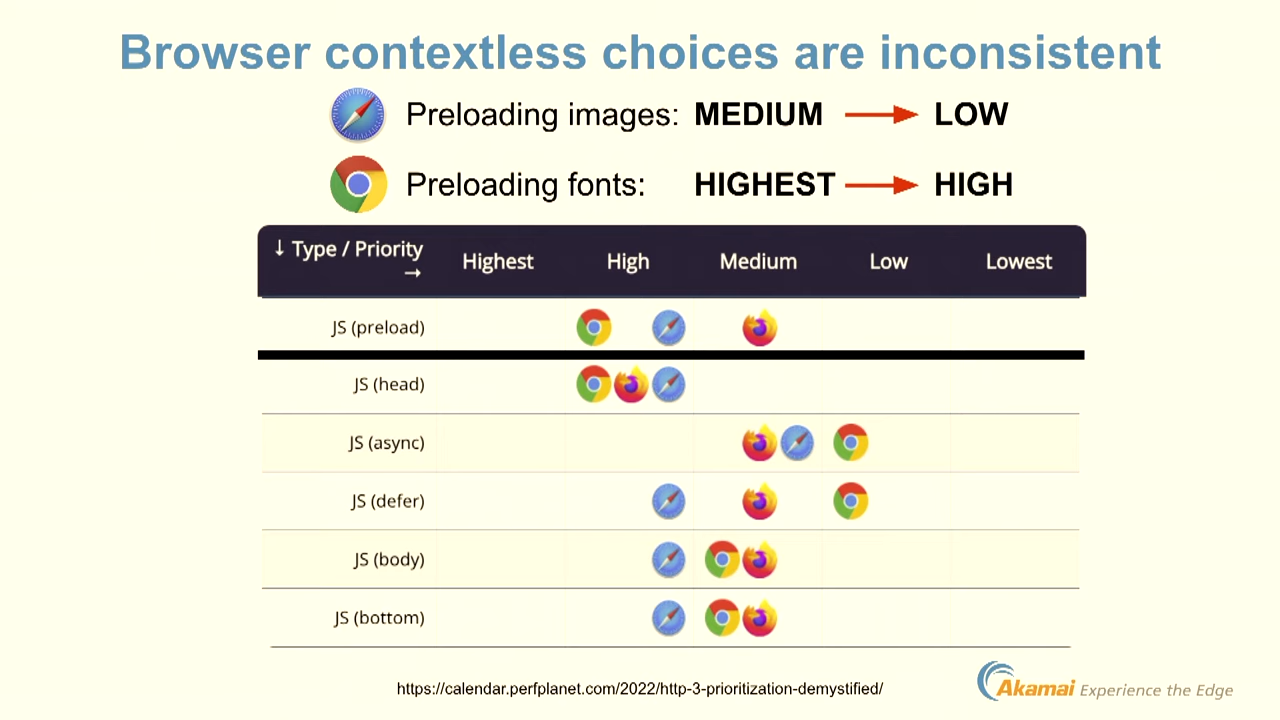 Browser contextless choices are inconsistent
Preloading images: MEDIUM LOW
Preloading fonts: HIGHEST HIGH
↓ Type / Priority → Highest High Medium Low Lowest
JS (preload)
JS (head)
JS (async)
JS (defer)
JS (body)
JS (bottom)
https://calendar.perfplanet.com/2022/http-3-prioritization-demystified/
Akamai Experience the Edge